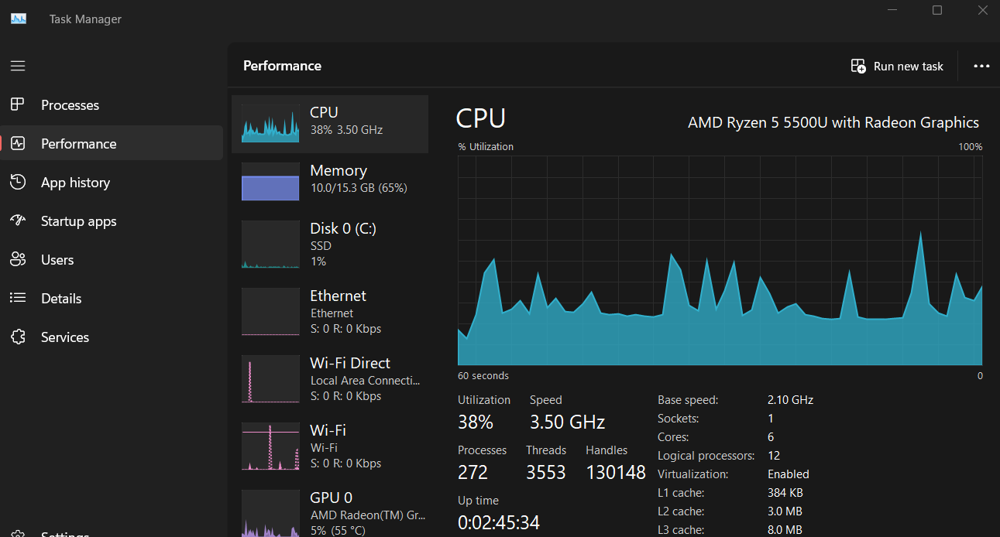 Task Manager
Processes
Performance
App history
Startup apps
Users
Details
Services
Settings
Performance
Run new task
CPU
38% 3.50 GHz
Memory
10.0/15.3 GB (65%)
Disk 0 (C:)
SSD
1%
Ethernet
Ethernet
S: 0 R: 0 Kbps
Wi-Fi Direct
Local Area Connecti...
S: 0 R: 0 Kbps
Wi-Fi
Wi-Fi
S: 0 R: 0 Kbps
GPU 0
AMD Radeon(TM) Gr...
5% (55 °C)
CPU
AMD Ryzen 5 5500U with Radeon Graphics
% Utilization 100%
60 seconds 0
Utilization Speed
38% 3.50 GHz
Processes Threads Handles
272 3553 130148
Up time
0:02:45:34
Base speed: 2.10 GHz
Sockets: 1
Cores: 6
Logical processors: 12
Virtualization: Enabled
L1 cache: 384 KB
L2 cache: 3.0 MB
L3 cache: 8.0 MB